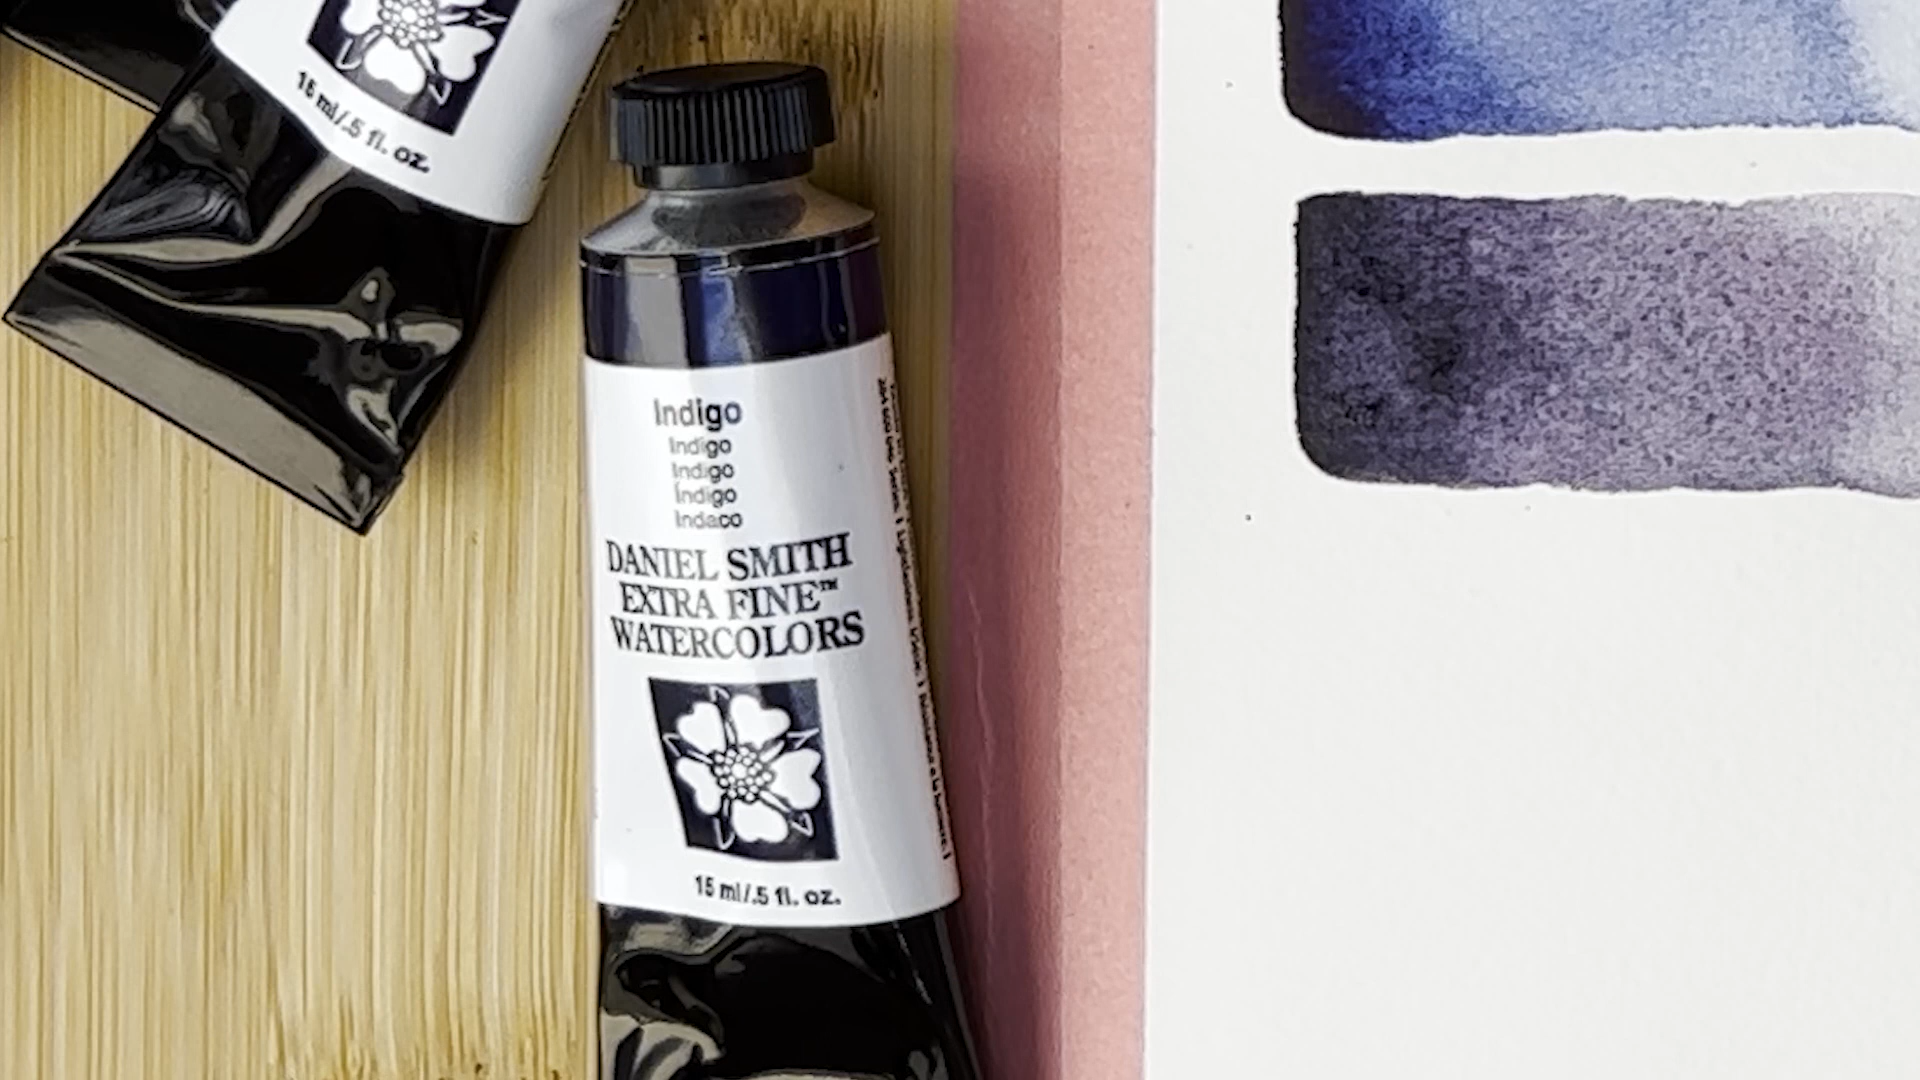 15 ml/.5 fl. oz.
Indigo
Indigo
Indigo
Índigo
Indaco
DANIEL SMITH
EXTRA FINE™
WATERCOLORS
15 ml/.5 fl. oz.